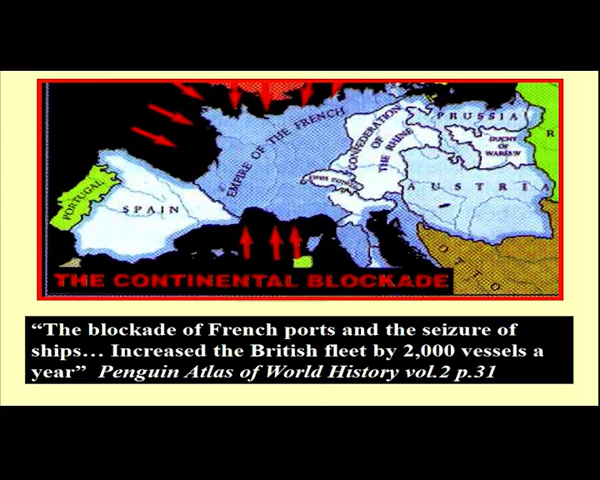 EMPIRE OF THE FRENCH
CONFEDERATION
OF
THE RHINE
PRUSSIA
DUCHY
OF
WARSAW
R
PORTUGAL
SPAIN
AUSTRIA
OTTO
THE CONTINENTAL BLOCKADE
“The blockade of French ports and the seizure of
ships… Increased the British fleet by 2,000 vessels a
year” Penguin Atlas of World History vol.2 p.31